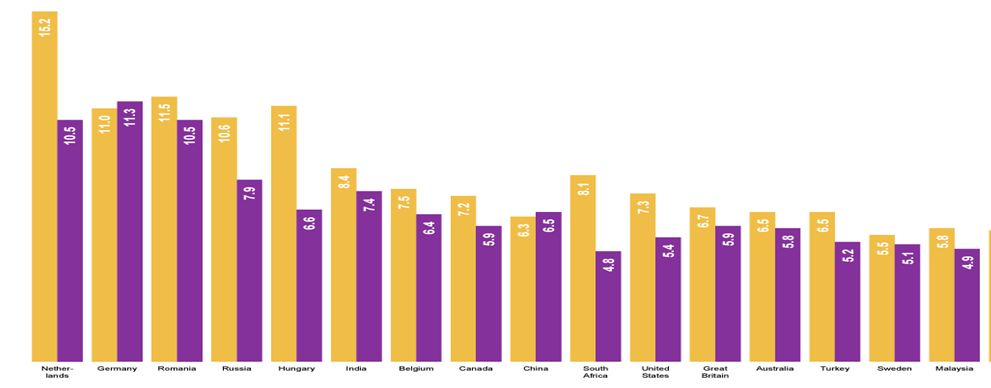 15.2
10.5
11.0
11.3
11.5
10.5
10.6
7.9
11.1
6.6
8.4
7.4
7.5
6.4
7.2
5.9
6.3
6.5
8.1
4.8
7.3
5.4
6.7
5.9
6.5
5.8
6.5
5.2
5.5
5.1
5.8
4.9
Nether-
lands
Germany
Romania
Russia
Hungary
India
Belgium
Canada
China
South
Africa
United
States
Great
Britain
Australia
Turkey
Sweden
Malaysia